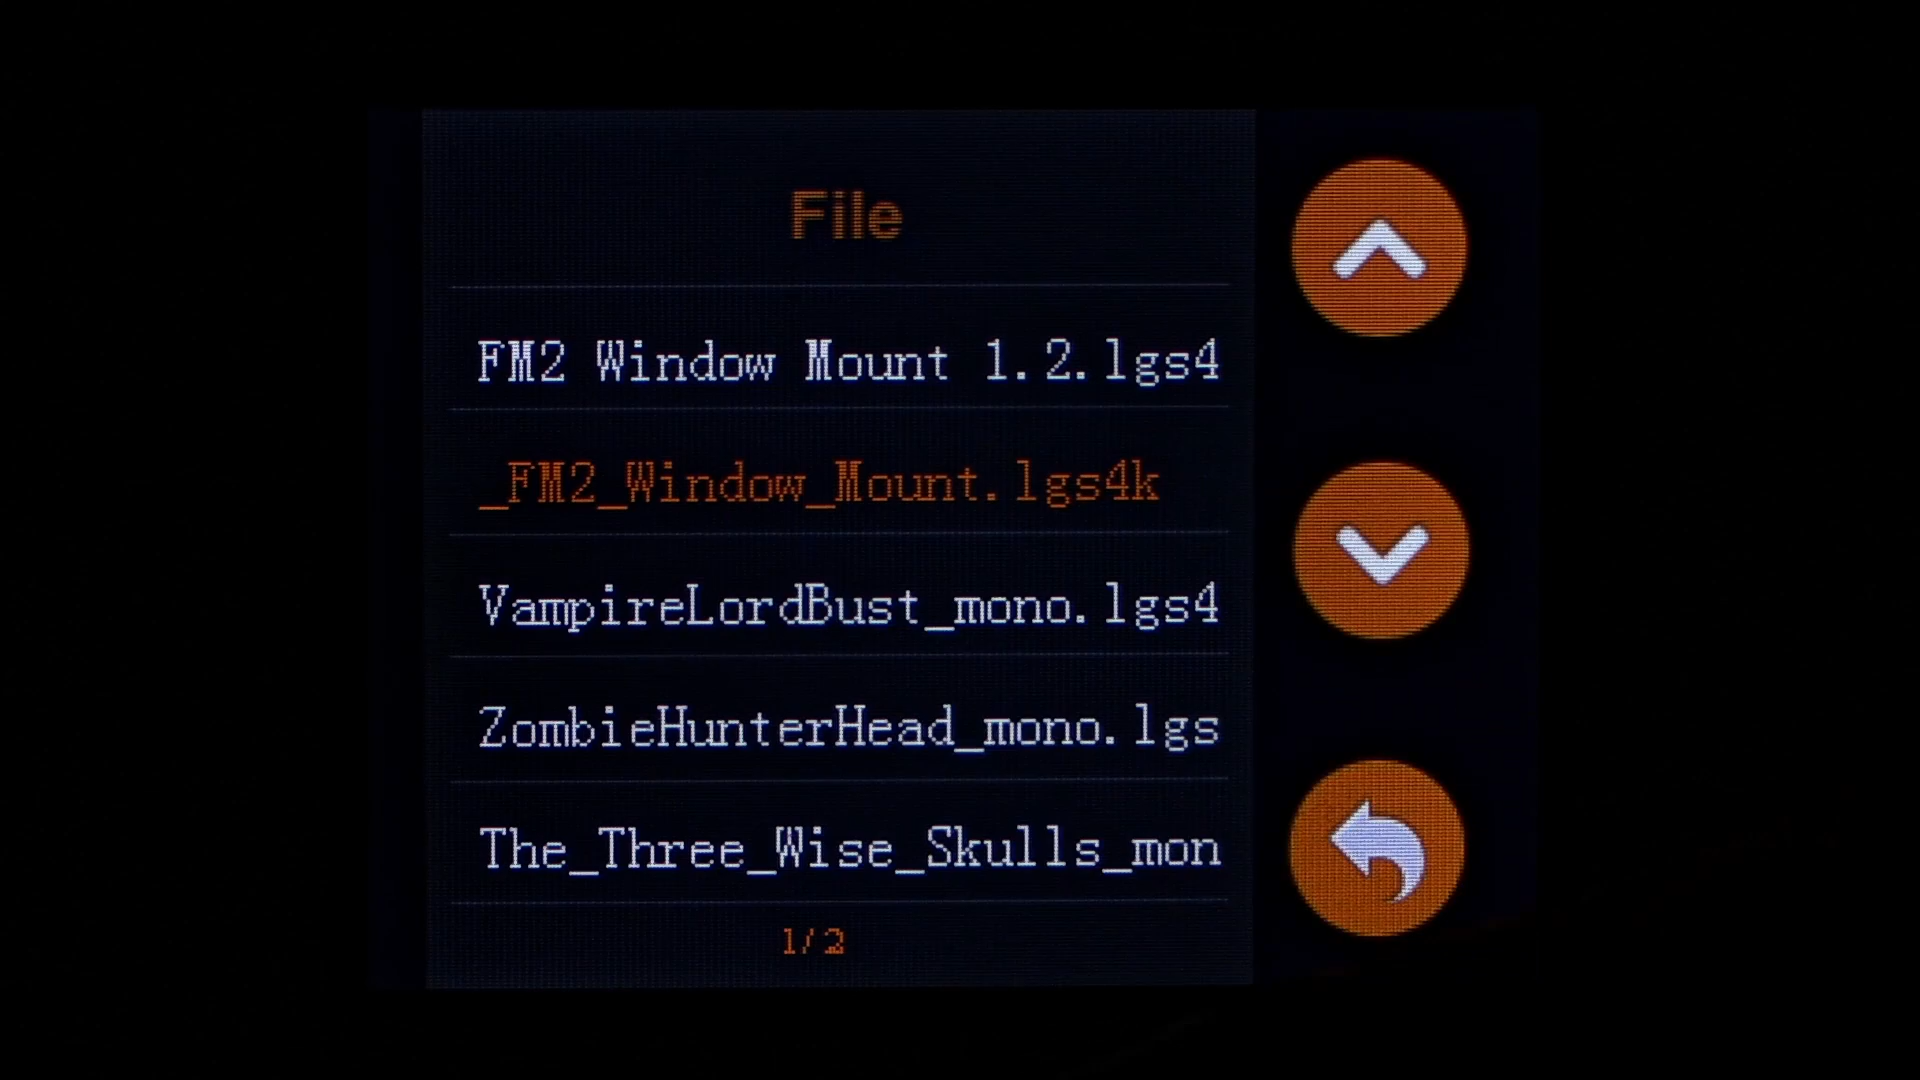 File
FM2 Window Mount 1.2.lgs4
_FM2_Window_Mount.lgs4k
VampireLordBust_mono.lgs4
ZombieHunterHead_mono.lgs
The_Three_Wise_Skulls_mon
1/2